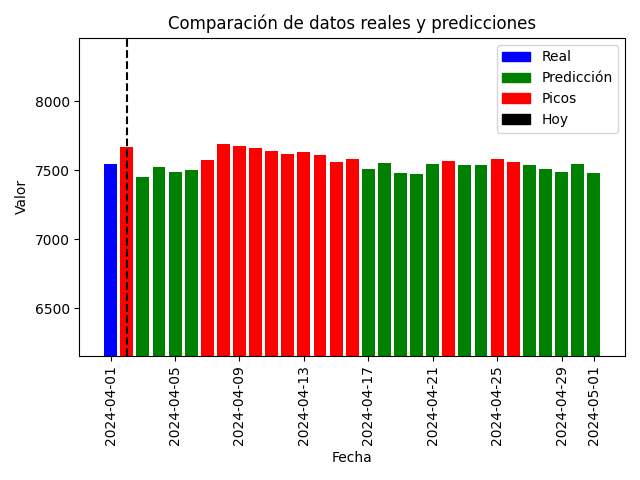 Comparación de datos reales y predicciones
Real
Predicción
Picos
Hoy
Valor
8000
7500
7000
6500
2024-04-01
2024-04-05
2024-04-09
2024-04-13
2024-04-17
2024-04-21
2024-04-25
2024-04-29
2024-05-01
Fecha